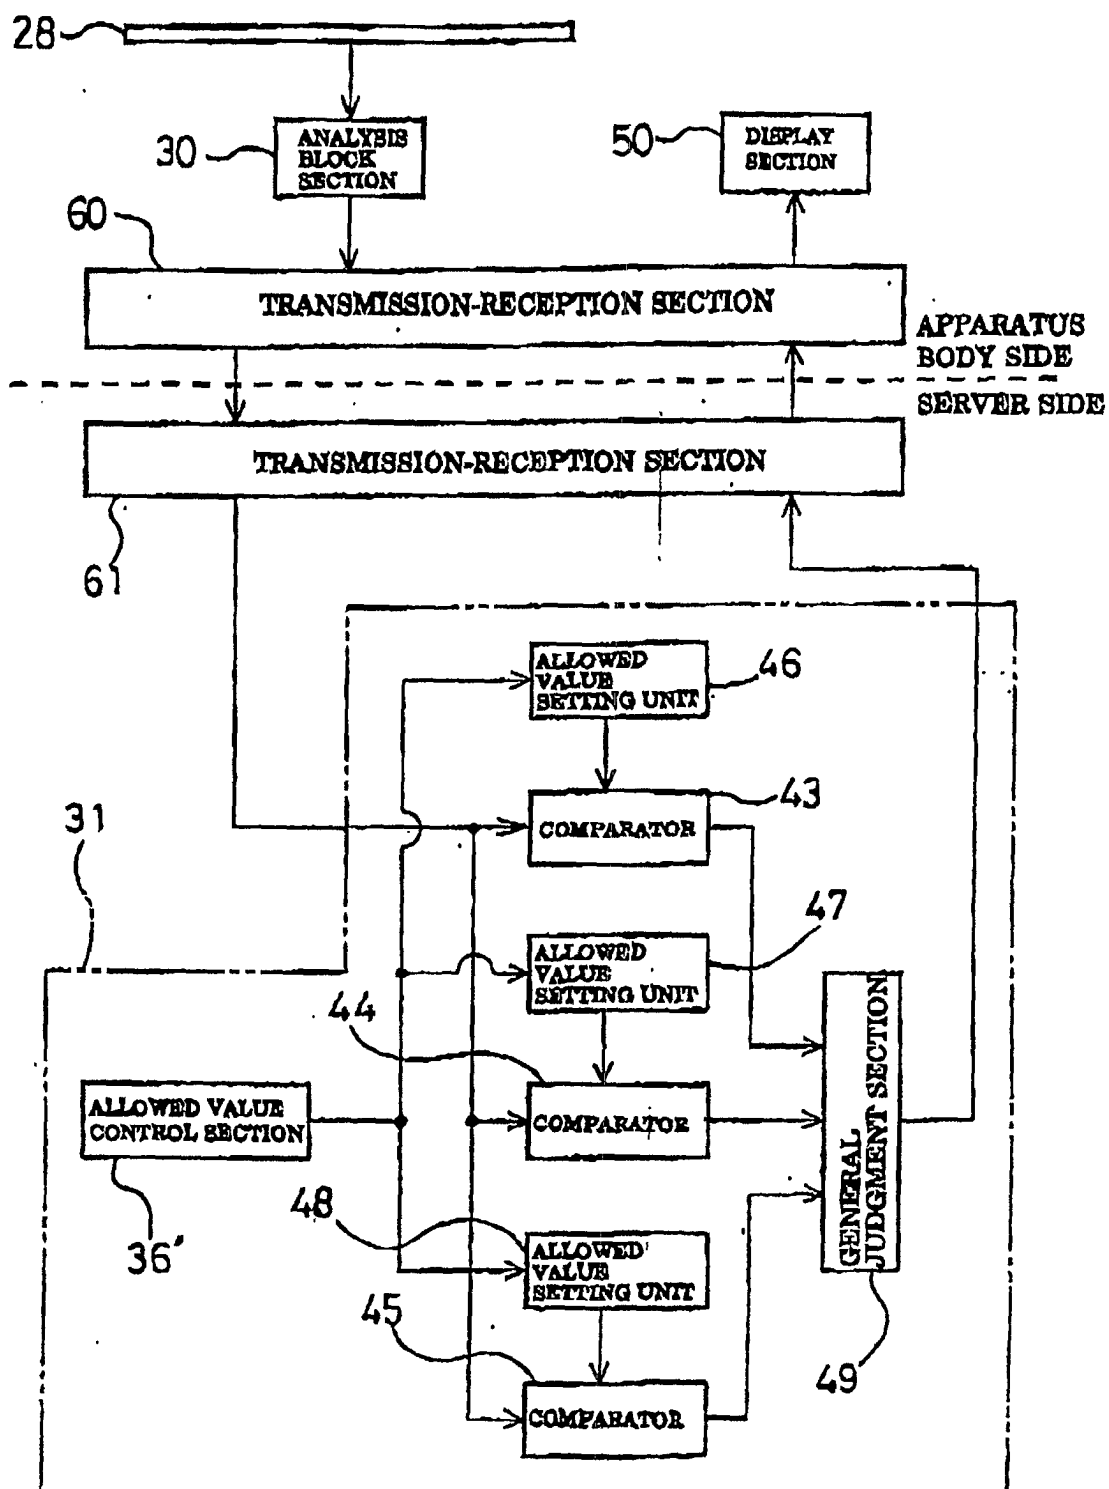 28
30
ANALYSIS
BLOCK
SECTION
50
DISPLAY
SECTION
60
TRANSMISSION-RECEPTION SECTION
APPARATUS
BODY SIDE
SERVER SIDE
TRANSMISSION-RECEPTION SECTION
61
ALLOWED
VALUE
SETTING UNIT
46
43
COMPARATOR
31
47
ALLOWED
VALUE
SETTING UNIT
44
COMPARATOR
ALLOWED VALUE
CONTROL SECTION
36"
GENERAL
JUDGMENT SECTION
49
48
ALLOWED
VALUE
SETTING UNIT
45
COMPARATOR